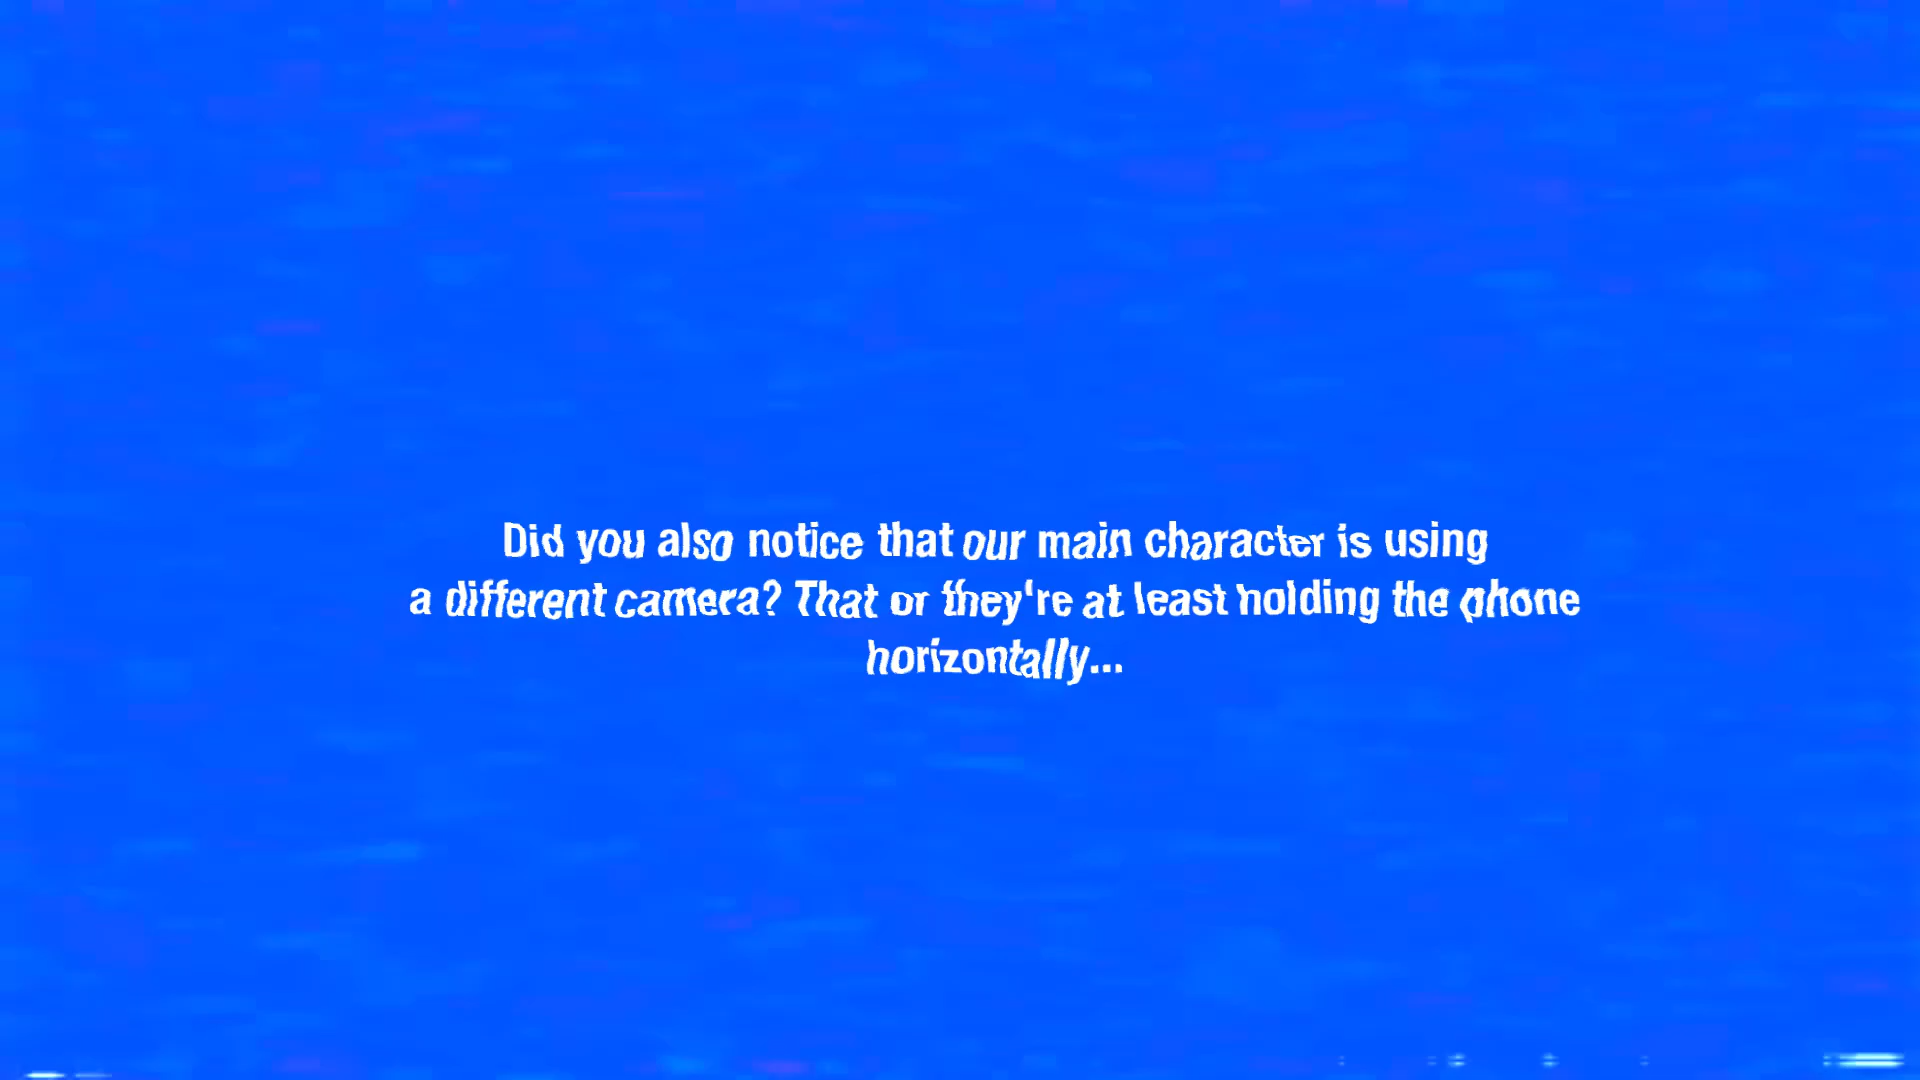 Did you also notice that our main character is using
a different camera? That or they're at least holding the phone
horizontally...